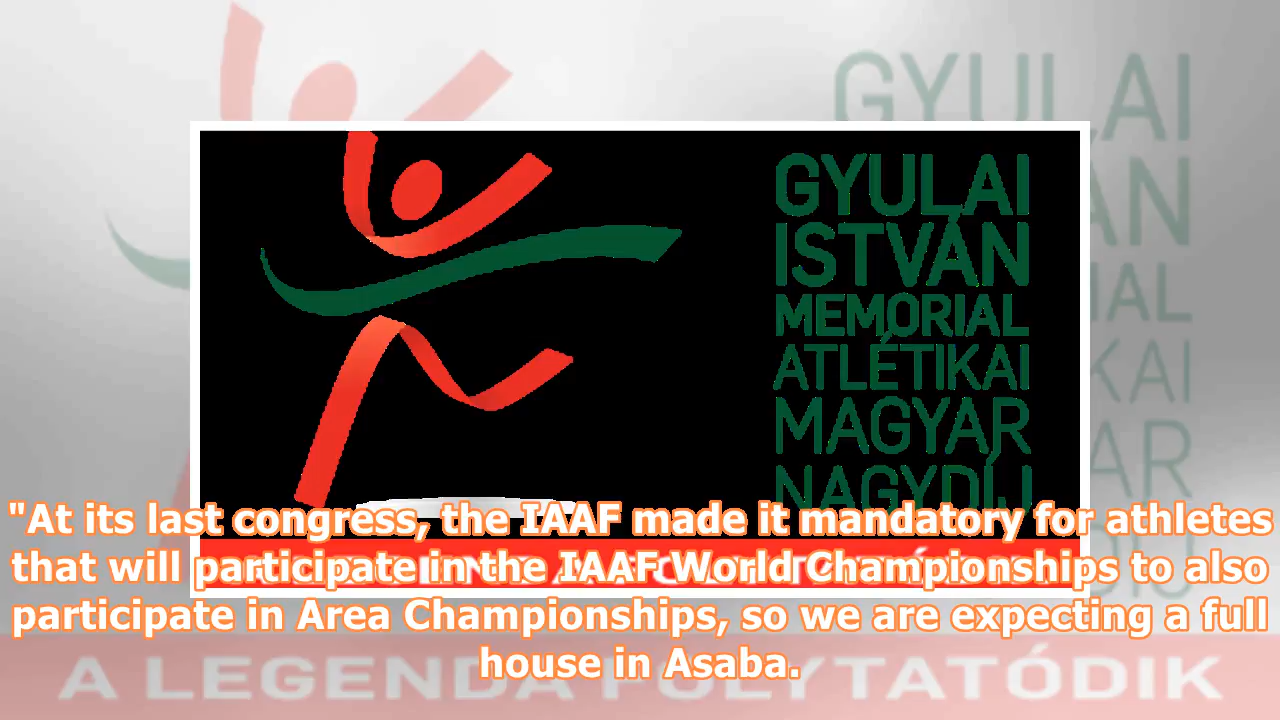 GYULAI
ISTVÁN
MEMORIAL
ATLÉTIKAI
MAGYAR
NAGYDÍJ
"At its last congress, the IAAF made it mandatory for athletes
that will participate in the IAAF World Championships to also
participate in Area Championships, so we are expecting a full
house in Asaba.
A LEGENDA FOLYTATÓDIK